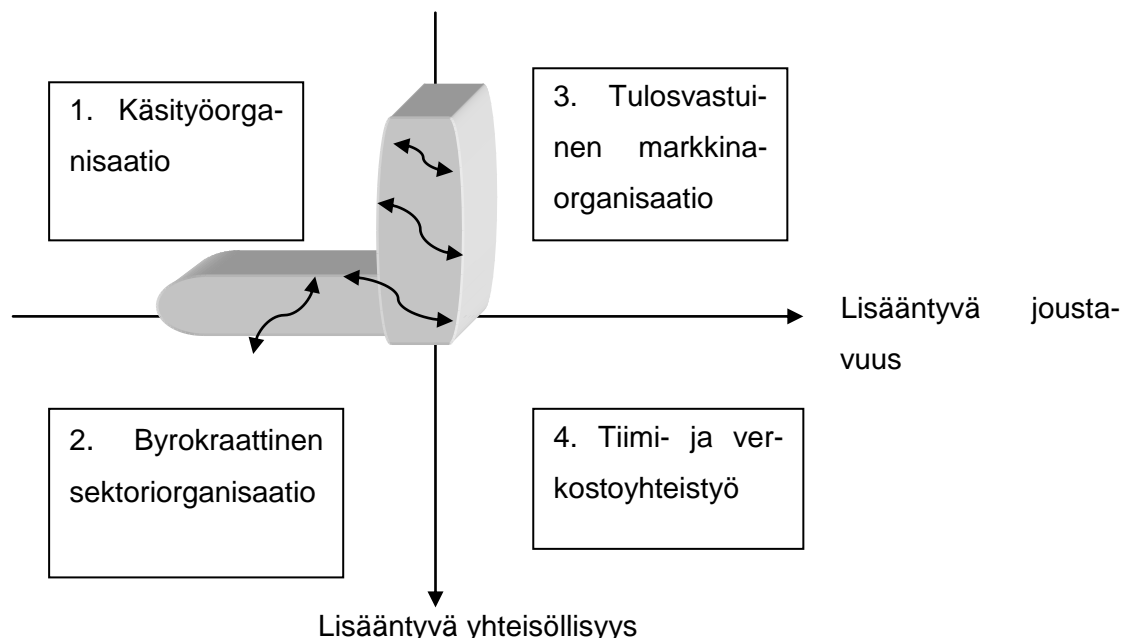 1. Käsityöorga-
nisaatio
3. Tulosvastui-
nen markkina-
organisaatio
Lisääntyvä jousta-
vuus
2. Byrokraattinen
sektoriorganisaatio
4. Tiimi- ja ver-
kostoyhteistyö
Lisääntyvä yhteisöllisyys